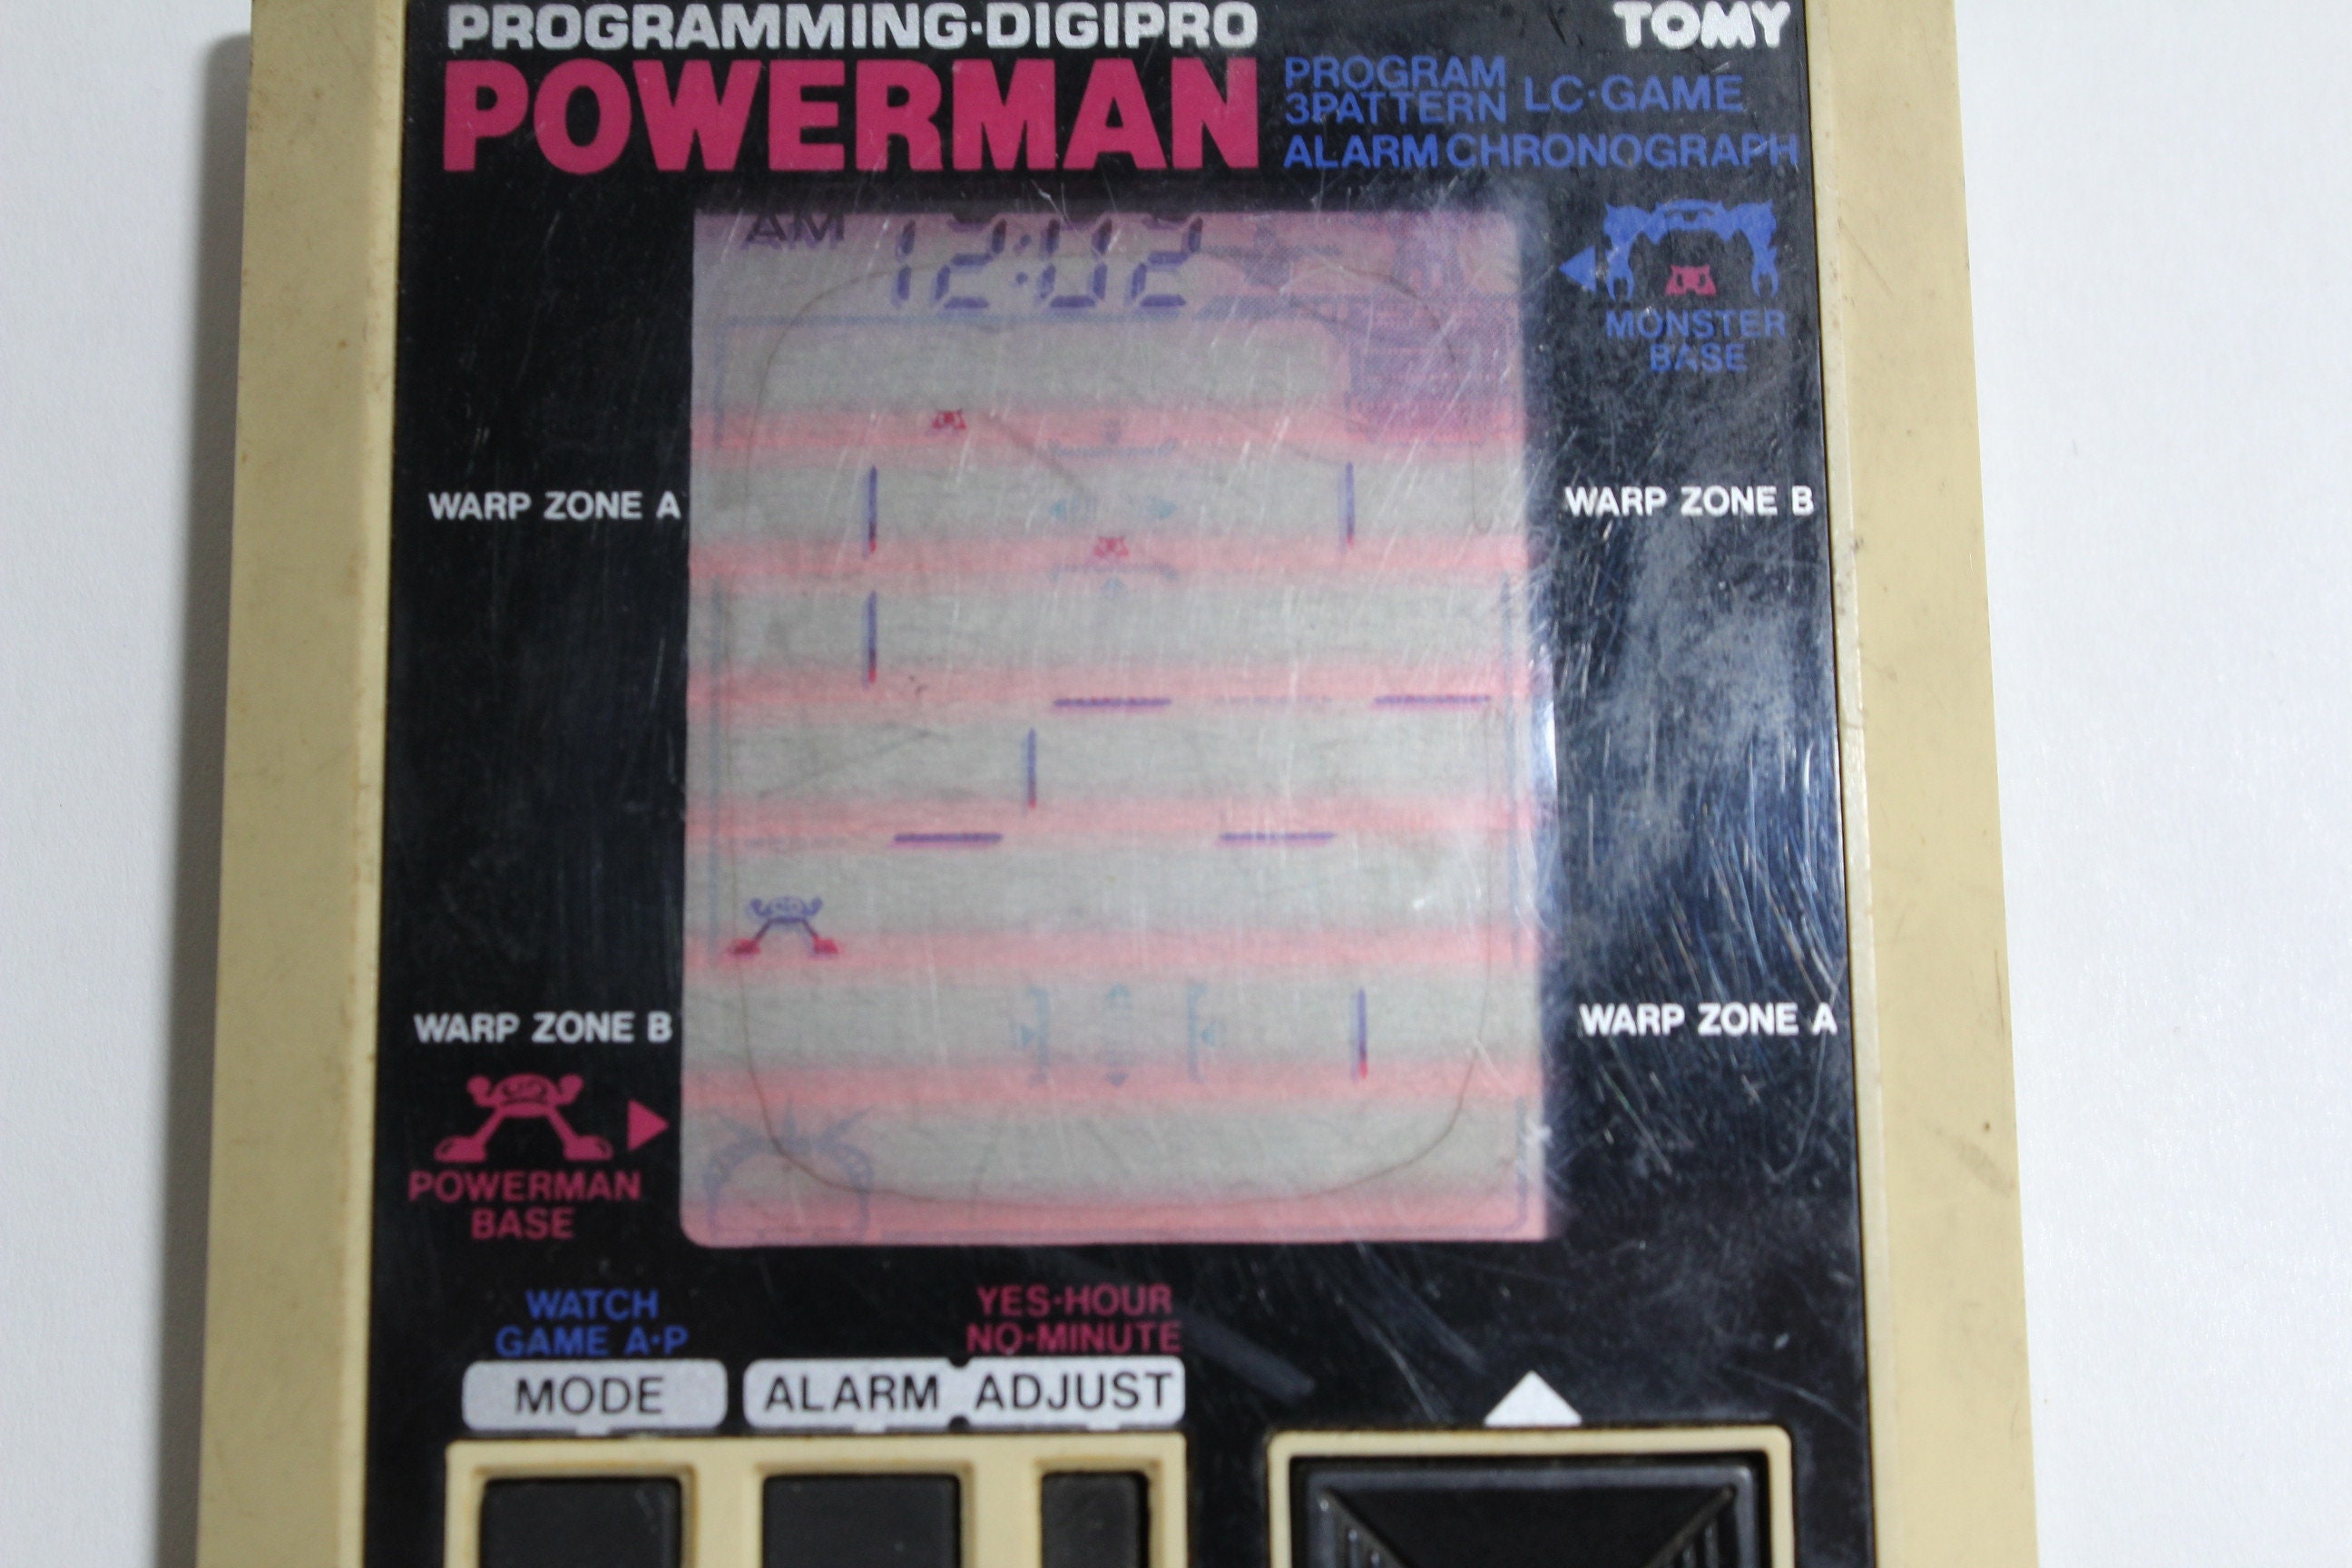 PROGRAMMING·DIGIPRO
TOMY
POWERMAN
PROGRAM
3PATTERN LC·GAME
ALARM CHRONOGRAPH
AM 12:02
MONSTER
BASE
WARP ZONE A
WARP ZONE B
WARP ZONE B
WARP ZONE A
POWERMAN
BASE
WATCH
GAME A·P
YES·HOUR
NO·MINUTE
MODE
ALARM
ADJUST